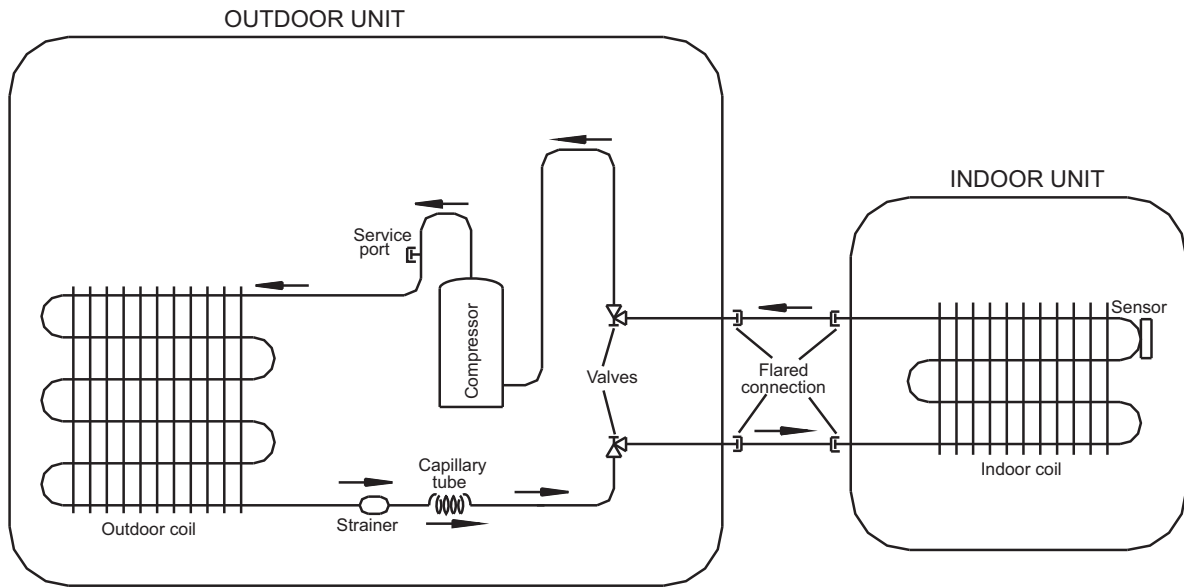 OUTDOOR UNIT
INDOOR UNIT
Service
port
Compressor
Sensor
Valves
Flared
connection
Capillary
tube
Indoor coil
Outdoor coil
Strainer